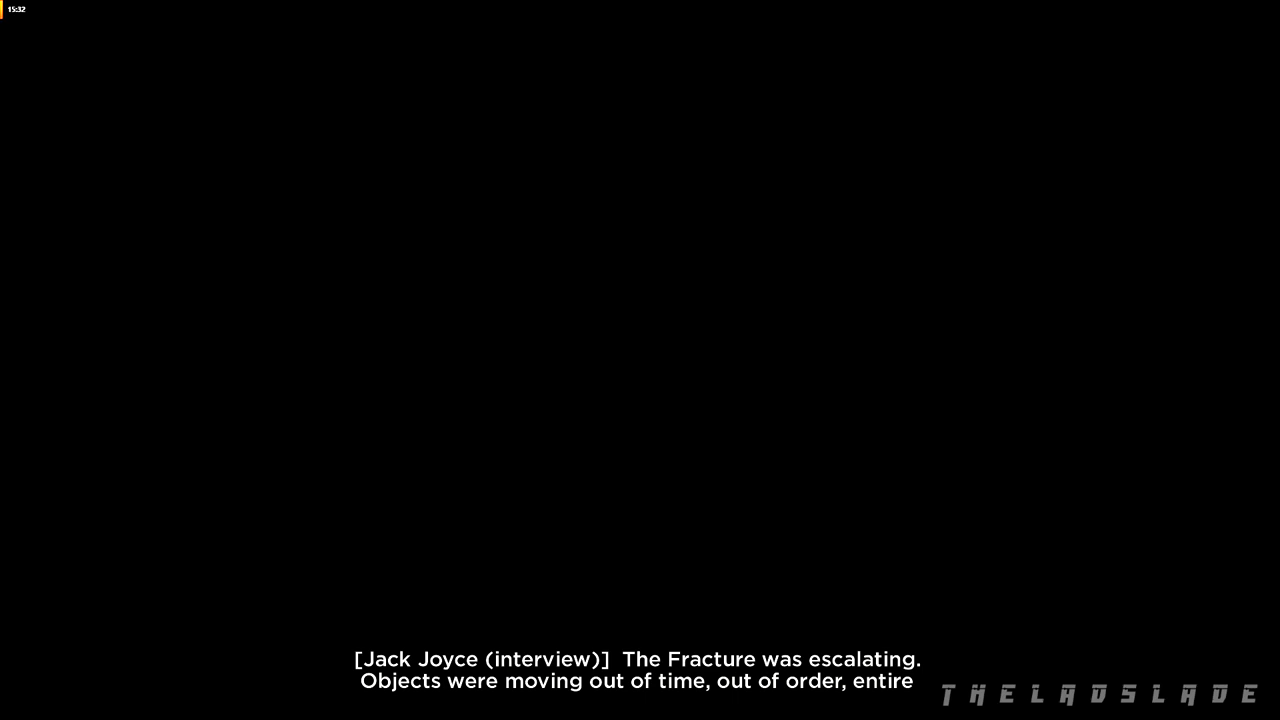 15:32
[Jack Joyce (interview)]  The Fracture was escalating.
Objects were moving out of time, out of order, entire
THELADSLADE